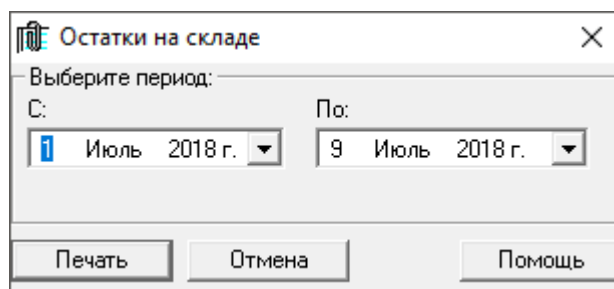 Остатки на складе
Выберите период:
С: По:
1 Июль 2018 г. 9 Июль 2018 г.
Печать Отмена Помощь